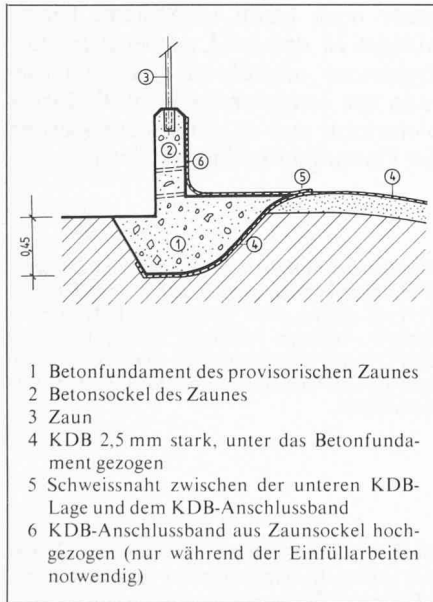 3
2
6
5
4
0,45
1
4
1 Betonfundament des provisorischen Zaunes
2 Betonsockel des Zaunes
3 Zaun
4 KDB 2,5 mm stark, unter das Betonfunda-
ment gezogen
5 Schweissnaht zwischen der unteren KDB-
Lage und dem KDB-Anschlussband
6 KDB-Anschlussband aus Zaunsockel hoch-
gezogen (nur während der Einfüllarbeiten
notwendig)